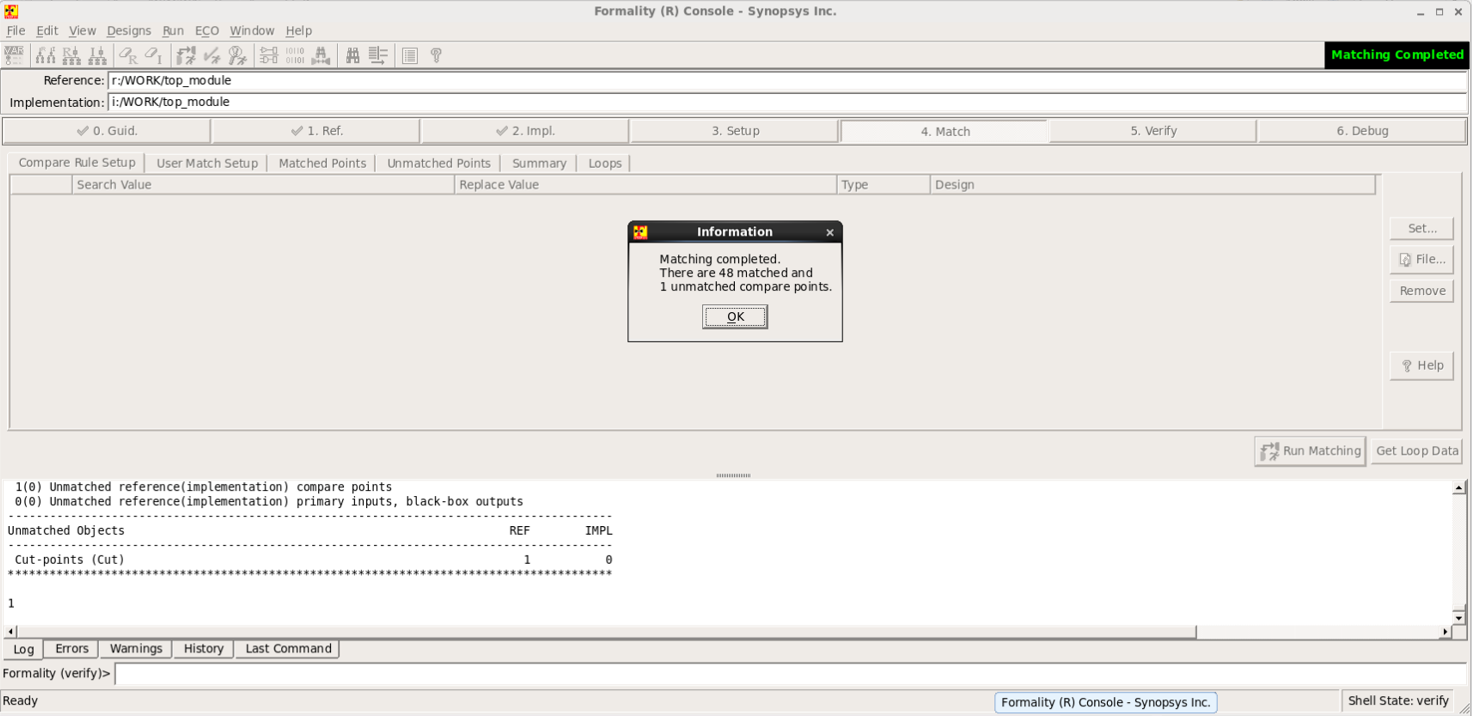 Formality (R) Console - Synopsys Inc.
File Edit View Designs Run ECO Window Help
Matching Completed
Reference: r:/WORK/top_module
Implementation: i:/WORK/top_module
0. Guid. 1. Ref. 2. Impl. 3. Setup 4. Match 5. Verify 6. Debug
Compare Rule Setup User Match Setup Matched Points Unmatched Points Summary Loops
Search Value Replace Value Type Design
Set...
File...
Remove
Help
Information
Matching completed.
There are 48 matched and
1 unmatched compare points.
OK
Run Matching Get Loop Data
1(0) Unmatched reference(implementation) compare points
0(0) Unmatched reference(implementation) primary inputs, black-box outputs
----------------------------------------------------------------------------------
Unmatched Objects REF IMPL
----------------------------------------------------------------------------------
Cut-points (Cut) 1 0
**********************************************************************************
1
Log Errors Warnings History Last Command
Formality (verify)>
Ready Formality (R) Console - Synopsys Inc. Shell State: verify